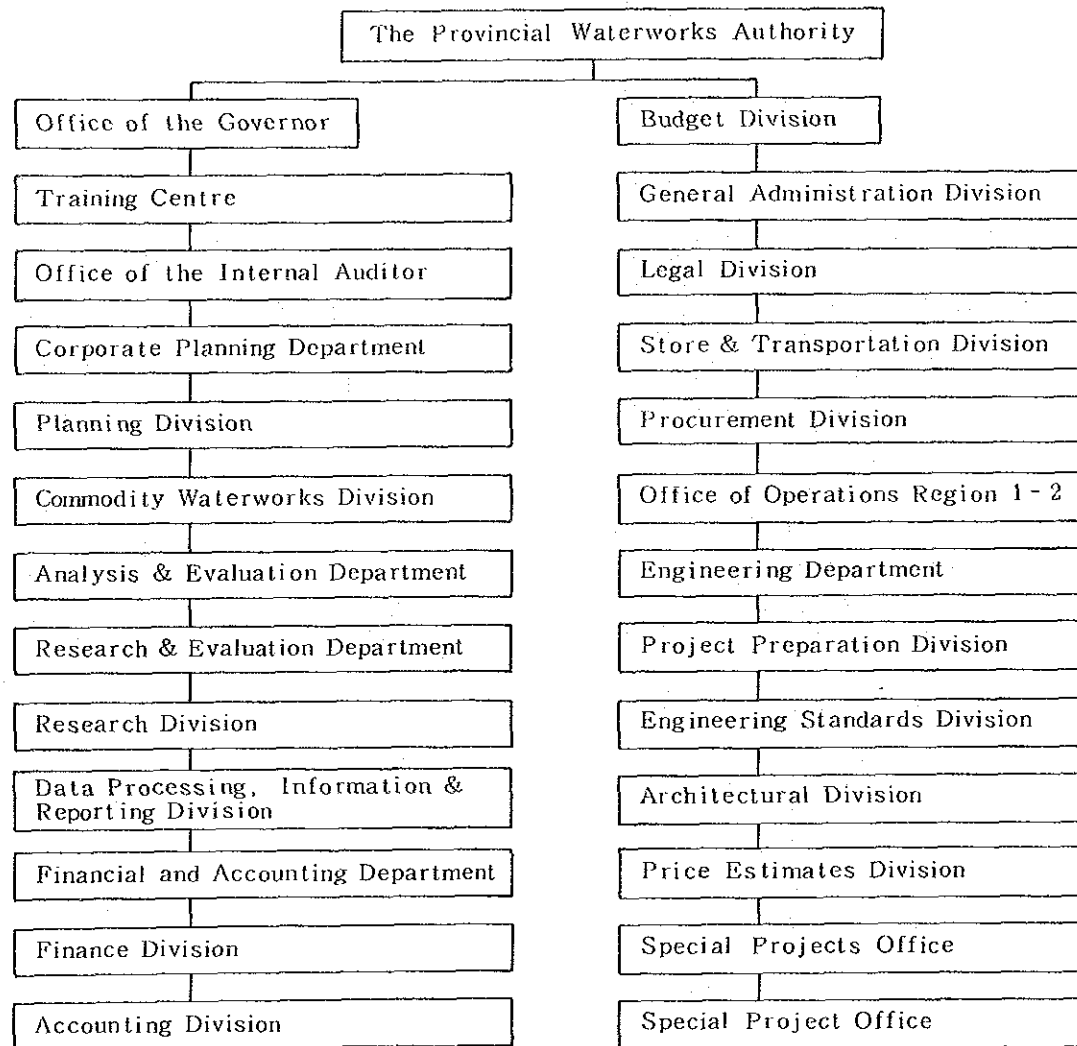 The Provincial Waterworks Authority
Office of the Governor
Training Centre
Office of the Internal Auditor
Corporate Planning Department
Planning Division
Commodity Waterworks Division
Analysis & Evaluation Department
Research & Evaluation Department
Research Division
Data Processing, Information &
Reporting Division
Financial and Accounting Department
Finance Division
Accounting Division
Budget Division
General Administration Division
Legal Division
Store & Transportation Division
Procurement Division
Office of Operations Region 1 - 2
Engineering Department
Project Preparation Division
Engineering Standards Division
Architectural Division
Price Estimates Division
Special Projects Office
Special Project Office